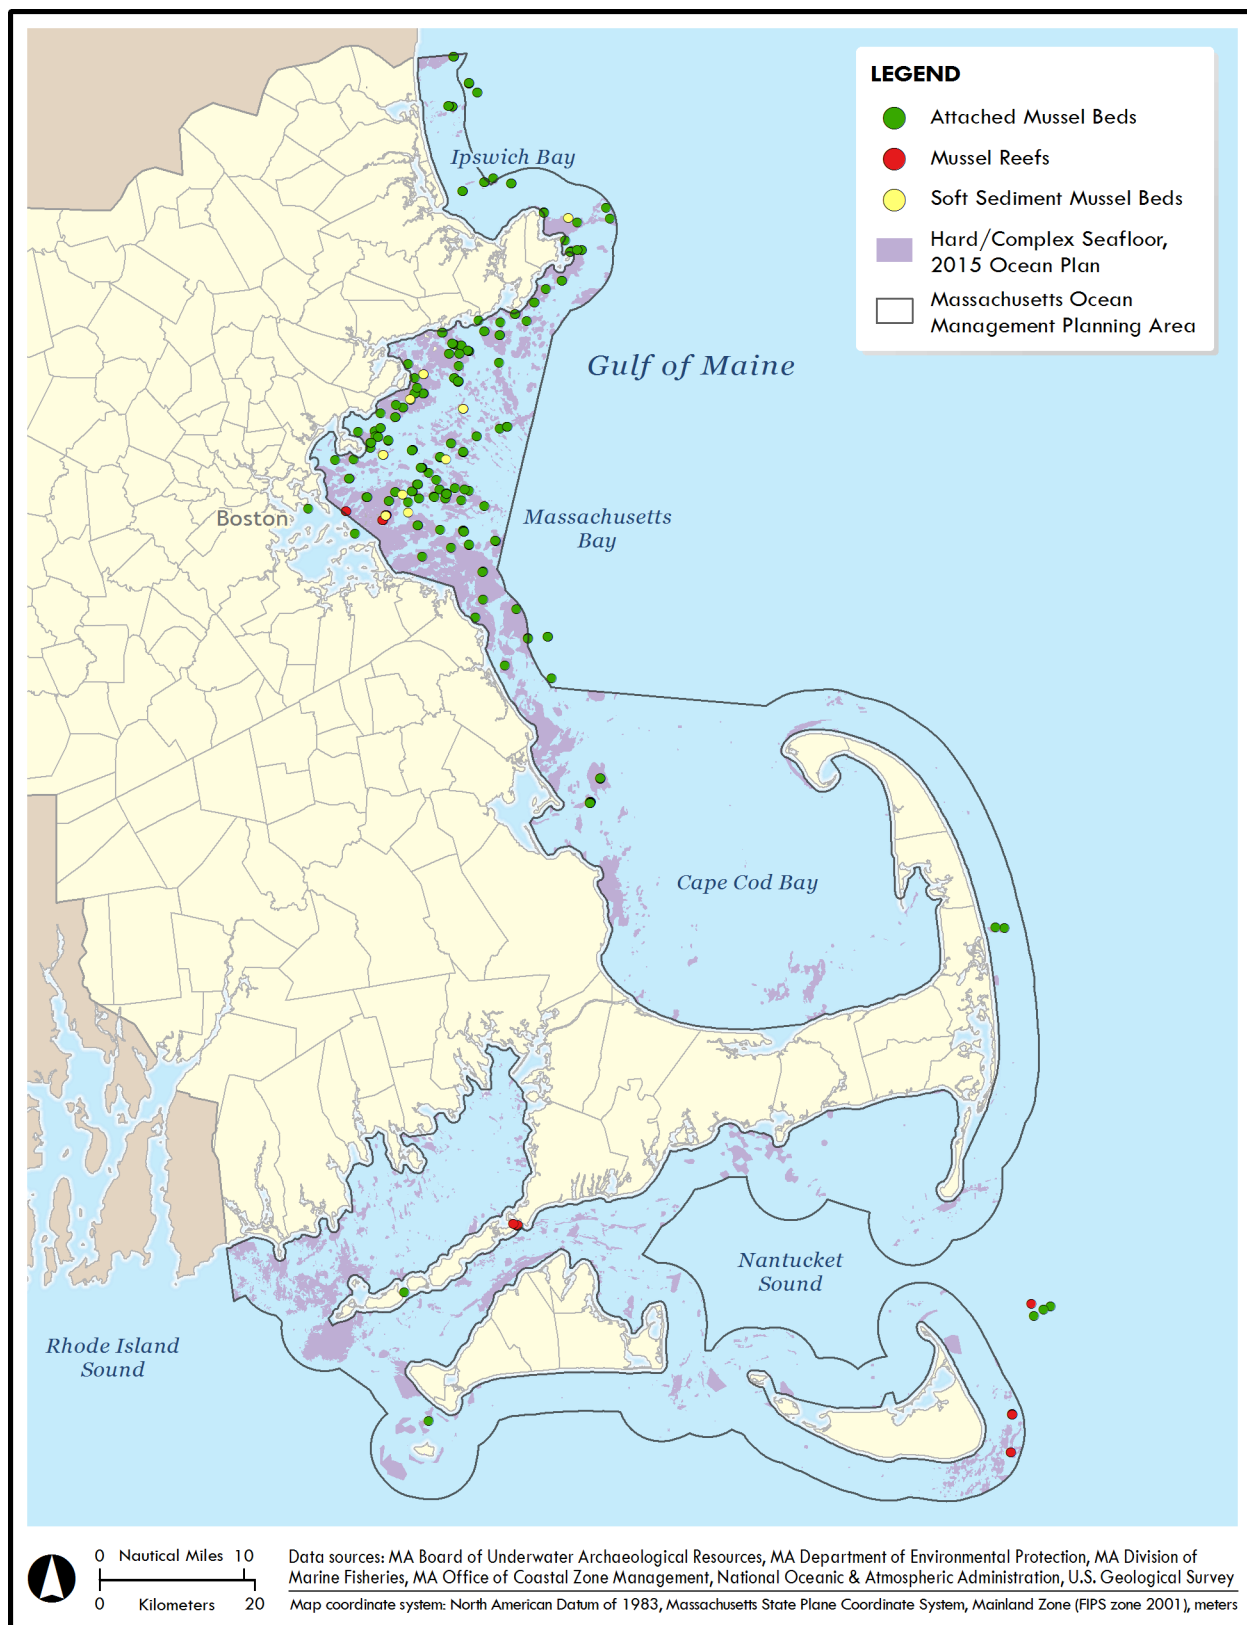 LEGEND
Attached Mussel Beds
Mussel Reefs
Soft Sediment Mussel Beds
Hard/Complex Seafloor,
2015 Ocean Plan
Massachusetts Ocean
Management Planning Area
Ipswich Bay
Gulf of Maine
Boston
Massachusetts
Bay
Cape Cod Bay
Nantucket
Sound
Rhode Island
Sound
0 Nautical Miles 10
0 Kilometers 20
Data sources: MA Board of Underwater Archaeological Resources, MA Department of Environmental Protection, MA Division of
Marine Fisheries, MA Office of Coastal Zone Management, National Oceanic & Atmospheric Administration, U.S. Geological Survey
Map coordinate system: North American Datum of 1983, Massachusetts State Plane Coordinate System, Mainland Zone (FIPS zone 2001), meters